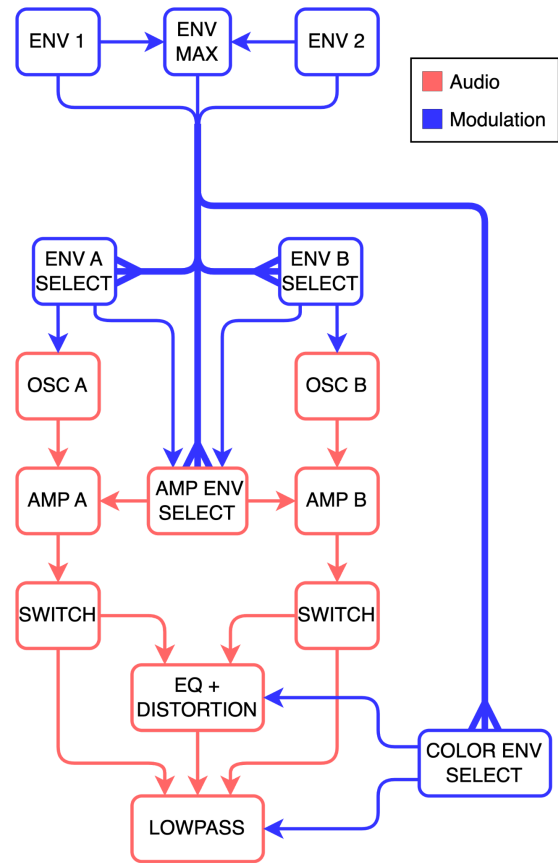 ENV 1
ENV
MAX
ENV 2
Audio
Modulation
ENV A
SELECT
ENV B
SELECT
OSC A
OSC B
AMP A
AMP ENV
SELECT
AMP B
SWITCH
SWITCH
EQ +
DISTORTION
COLOR ENV
SELECT
LOWPASS